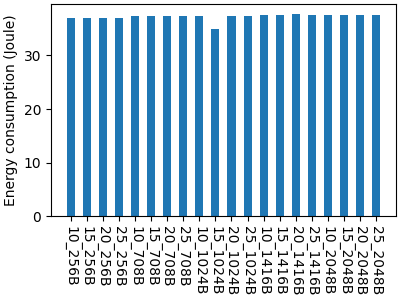 Energy consumption (Joule)
30
20
10
0
10_256B
15_256B
20_256B
25_256B
10_708B
15_708B
20_708B
25_708B
10_1024B
15_1024B
20_1024B
25_1024B
10_1416B
15_1416B
20_1416B
25_1416B
10_2048B
15_2048B
20_2048B
25_2048B